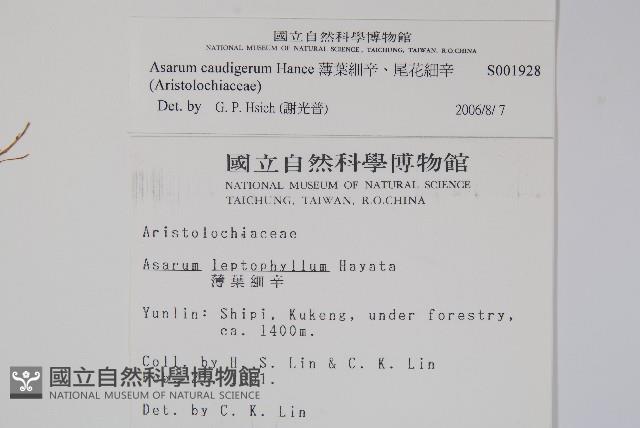 國立自然科學博物館
NATIONAL MUSEUM OF NATURAL SCIENCE, TAICHUNG, TAIWAN, R.O.CHINA
Asarum caudigerum Hance 薄葉細辛、尾花細辛 S001928
(Aristolochiaceae)
Det. by G. P. Hsieh (謝光普) 2006/8/7
國立自然科學博物館
NATIONAL MUSEUM OF NATURAL SCIENCE
TAICHUNG, TAIWAN, R.O.CHINA
Aristolochiaceae
Asarum leptophyllum Hayata
薄葉細辛
Yunlin: Shipi, Kukeng, under forestry,
ca. 1400m.
Coll. by H. S. Lin & C. K. Lin
Det. by C. K. Lin
國立自然科學博物館
NATIONAL MUSEUM OF NATURAL SCIENCE